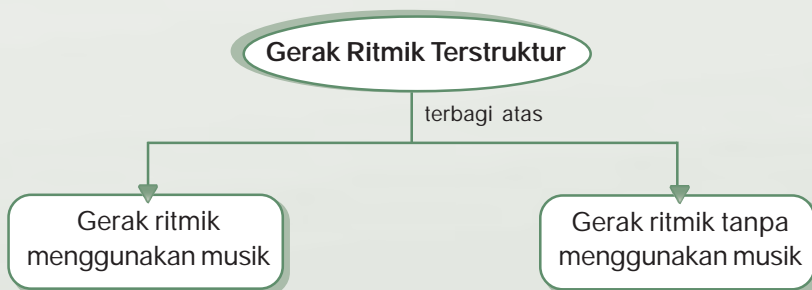 Gerak Ritmik Terstruktur
terbagi atas
Gerak ritmik
menggunakan musik
Gerak ritmik tanpa
menggunakan musik